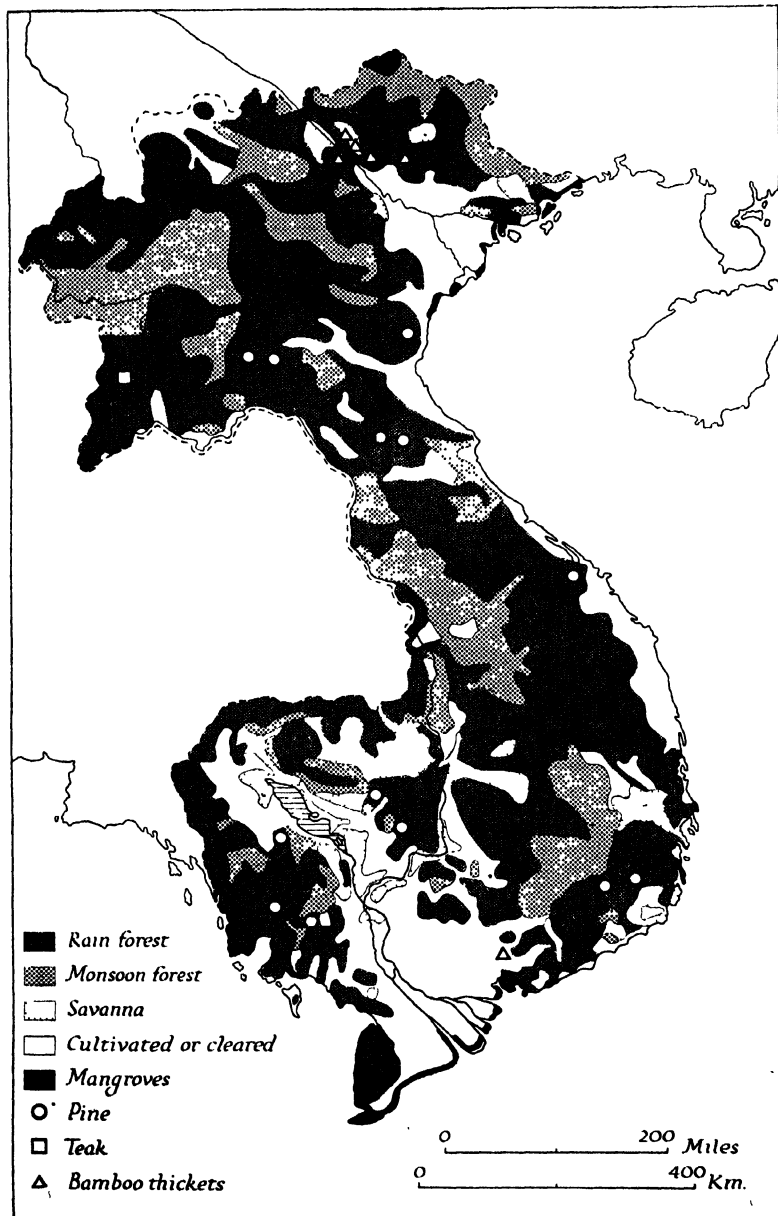 Rain forest
Monsoon forest
Savanna
Cultivated or cleared
Mangroves
Pine
Teak
Bamboo thickets
0 200 Miles
0 400 Km.